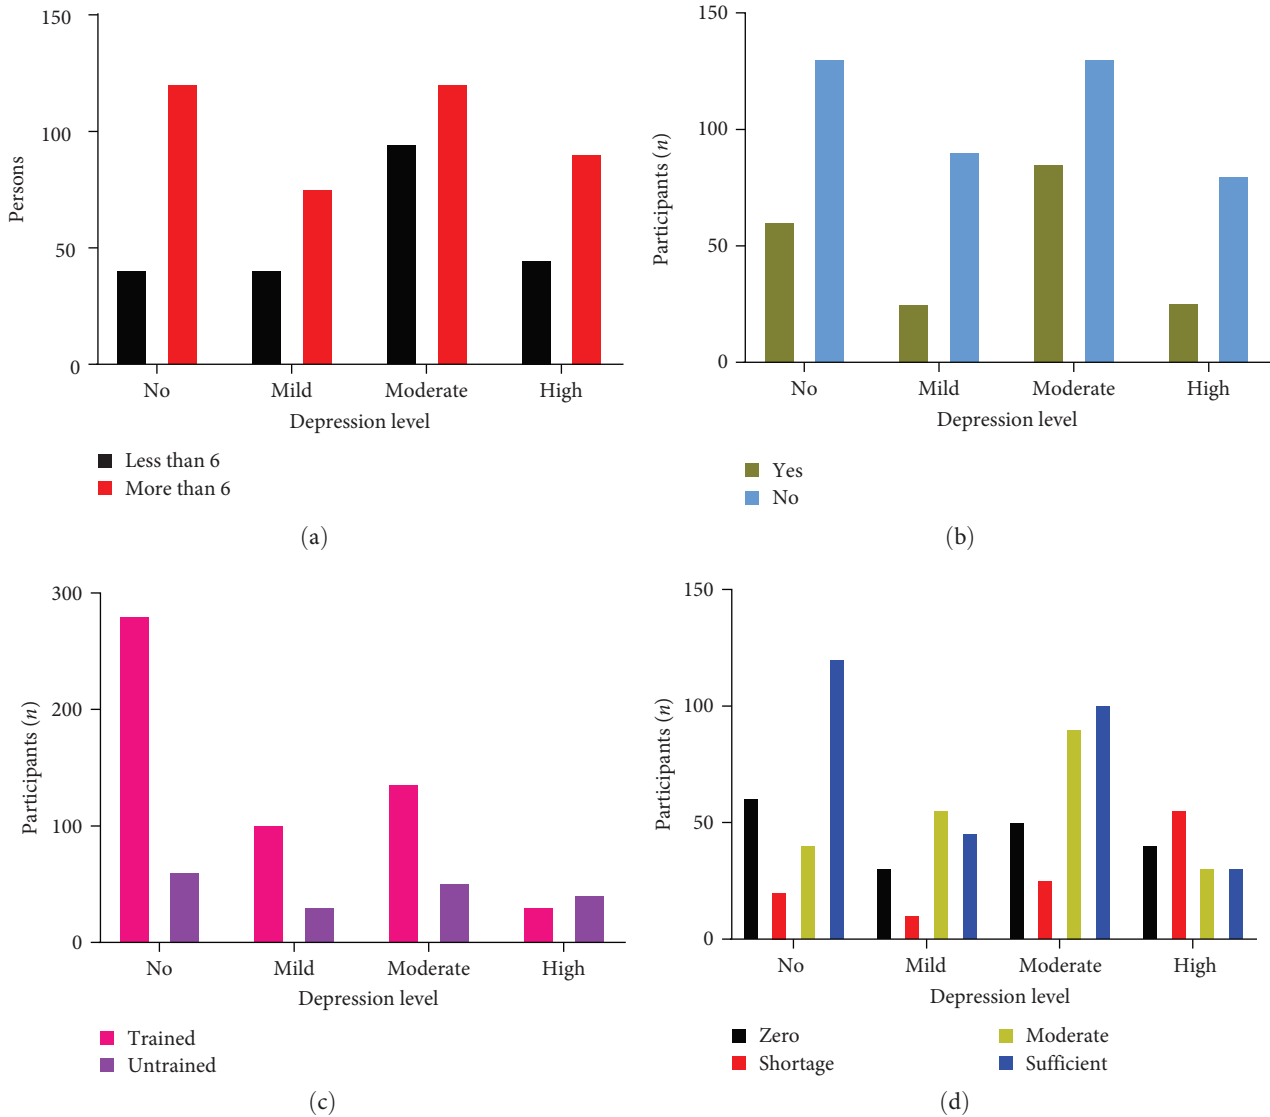 150
100
50
0
Persons
No Mild Moderate High
Depression level
Less than 6
More than 6
(a)
150
100
50
0
Participants (n)
No Mild Moderate High
Depression level
Yes
No
(b)
300
200
100
0
Participants (n)
No Mild Moderate High
Depression level
Trained
Untrained
(c)
150
100
50
0
Participants (n)
No Mild Moderate High
Depression level
Zero Moderate
Shortage Sufficient
(d)